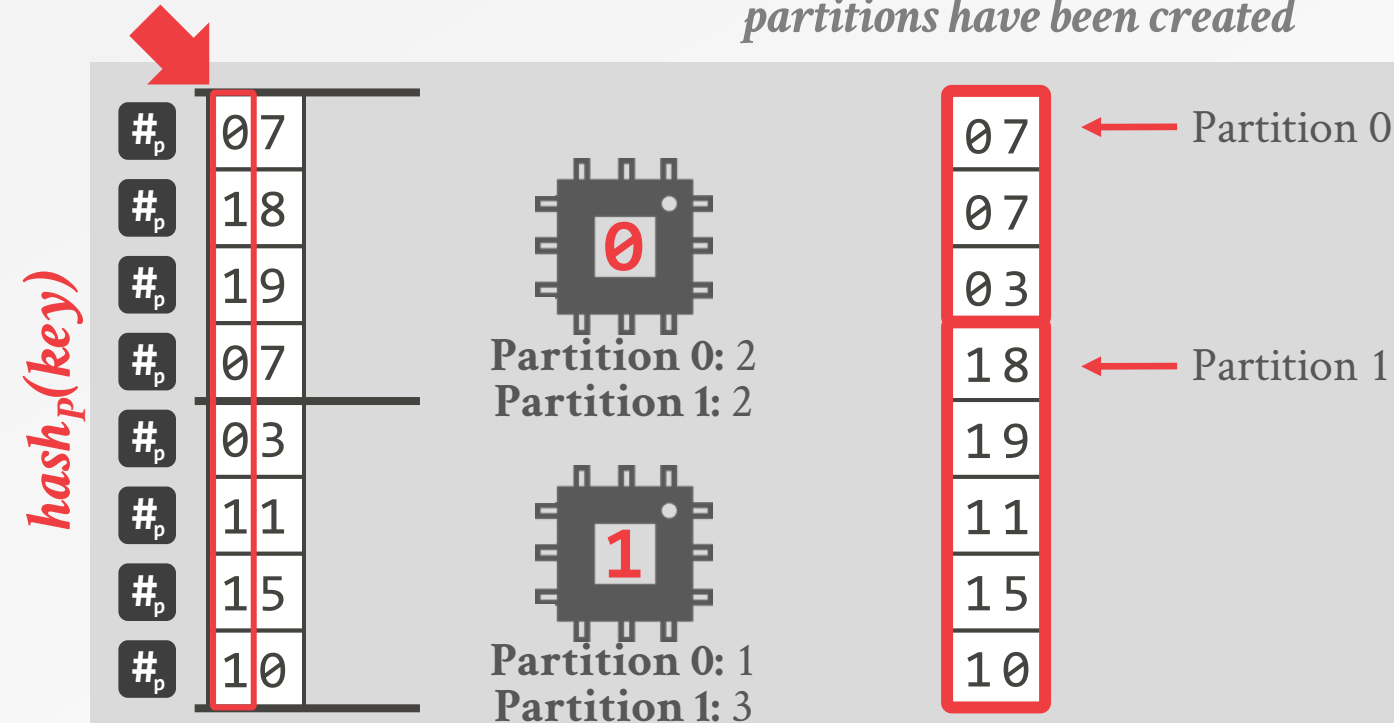 partitions have been created
hashp(key)
#p 07
#p 18
#p 19
#p 07
#p 03
#p 11
#p 15
#p 10
0
Partition 0: 2
Partition 1: 2
1
Partition 0: 1
Partition 1: 3
07
07
03
18
19
11
15
10
Partition 0
Partition 1